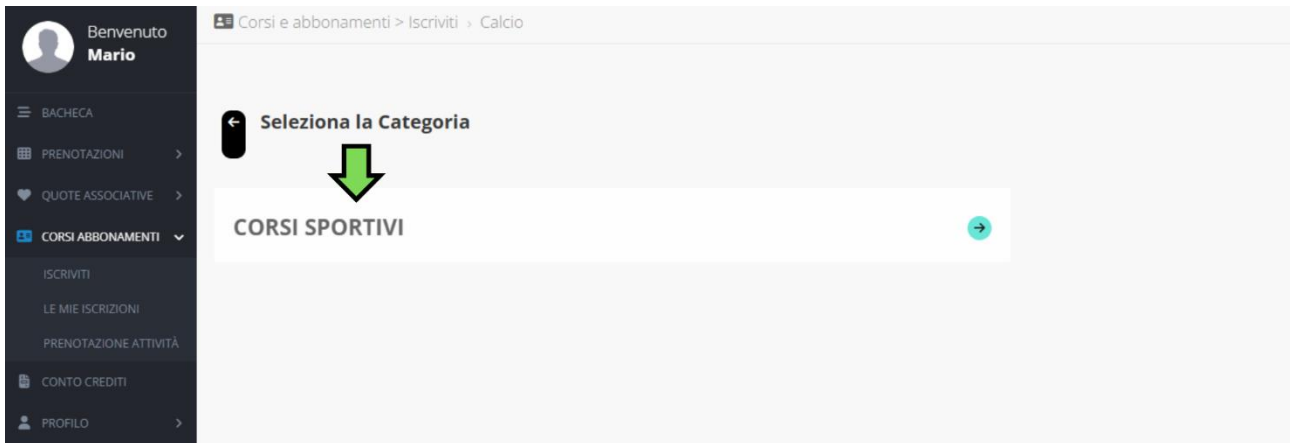 Benvenuto
Mario
BACHECA
PRENOTAZIONI
QUOTE ASSOCIATIVE
CORSI ABBONAMENTI
ISCRIVITI
LE MIE ISCRIZIONI
PRENOTAZIONE ATTIVITÀ
CONTO CREDITI
PROFILO
Corsi e abbonamenti > Iscriviti › Calcio
Seleziona la Categoria
CORSI SPORTIVI